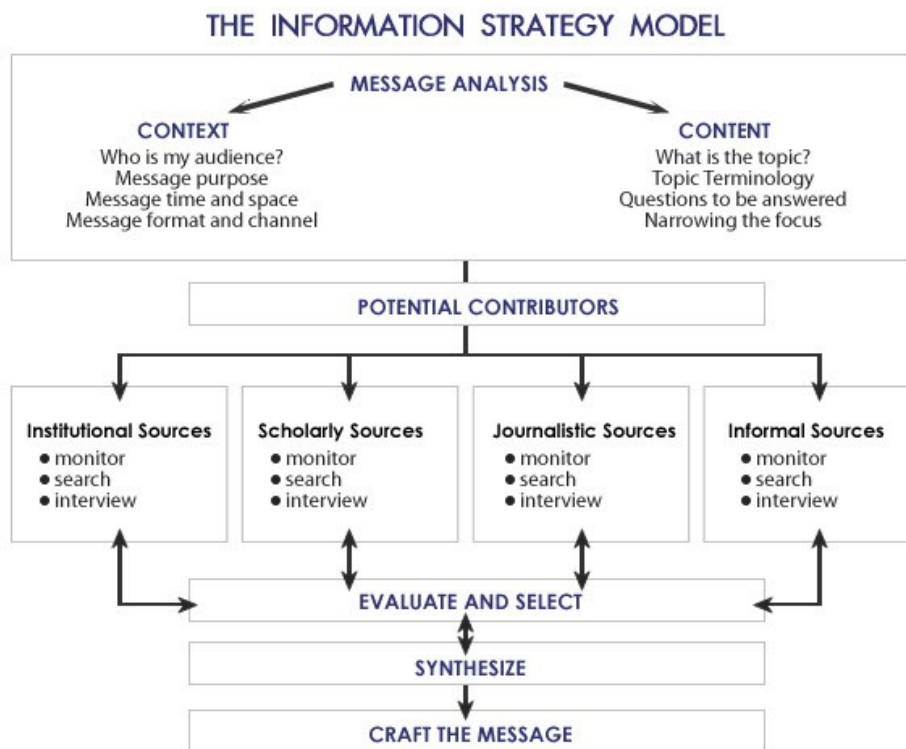 THE INFORMATION STRATEGY MODEL
MESSAGE ANALYSIS
CONTEXT
Who is my audience?
Message purpose
Message time and space
Message format and channel
CONTENT
What is the topic?
Topic Terminology
Questions to be answered
Narrowing the focus
POTENTIAL CONTRIBUTORS
Institutional Sources
● monitor
● search
● interview
Scholarly Sources
● monitor
● search
● interview
Journalistic Sources
● monitor
● search
● interview
Informal Sources
● monitor
● search
● interview
EVALUATE AND SELECT
SYNTHESIZE
CRAFT THE MESSAGE